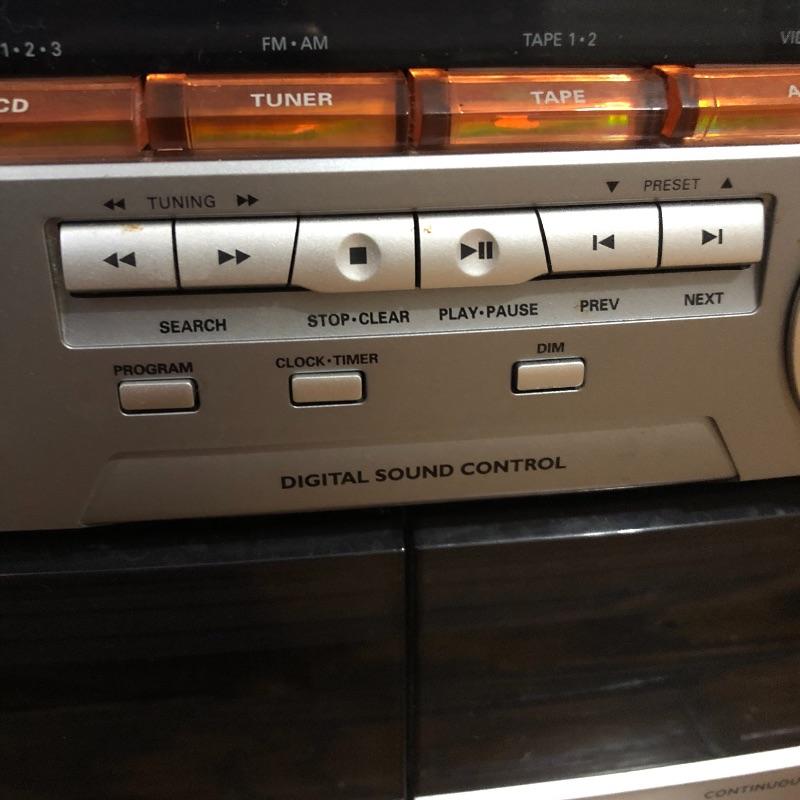 1•2•3
FM•AM
TAPE 1•2
CD
TUNER
TAPE
TUNING
PRESET
SEARCH
STOP•CLEAR
PLAY•PAUSE
PREV
NEXT
PROGRAM
CLOCK•TIMER
DIM
DIGITAL SOUND CONTROL